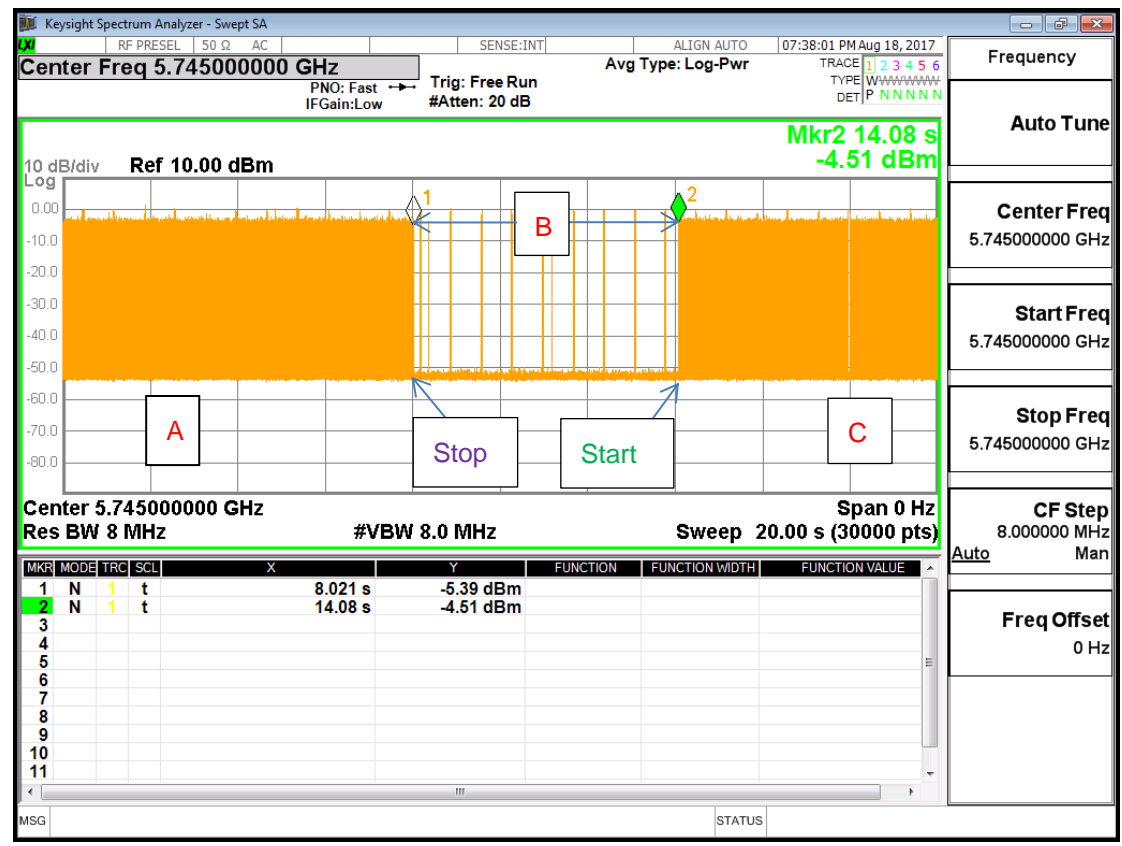 Keysight Spectrum Analyzer - Swept SA
LXI RF PRESEL 50 Ω AC SENSE:INT ALIGN AUTO 07:38:01 PM Aug 18, 2017
Center Freq 5.745000000 GHz
PNO: Fast
IFGain:Low
Trig: Free Run
#Atten: 20 dB
Avg Type: Log-Pwr
TRACE 1 2 3 4 5 6
TYPE WWWWWWW
DET P N N N N N
Mkr2 14.08 s
-4.51 dBm
10 dB/div Ref 10.00 dBm
Log
0.00
-10.0
-20.0
-30.0
-40.0
-50.0
-60.0
-70.0
-80.0
1
2
B
A
Stop
Start
C
Center 5.745000000 GHz Span 0 Hz
Res BW 8 MHz #VBW 8.0 MHz Sweep 20.00 s (30000 pts)
MKR MODE TRC SCL X Y FUNCTION FUNCTION WIDTH FUNCTION VALUE
1 N 1 t 8.021 s -5.39 dBm
2 N 1 t 14.08 s -4.51 dBm
3
4
5
6
7
8
9
10
11
MSG STATUS
Frequency
Auto Tune
Center Freq
5.745000000 GHz
Start Freq
5.745000000 GHz
Stop Freq
5.745000000 GHz
CF Step
8.000000 MHz
Auto Man
Freq Offset
0 Hz